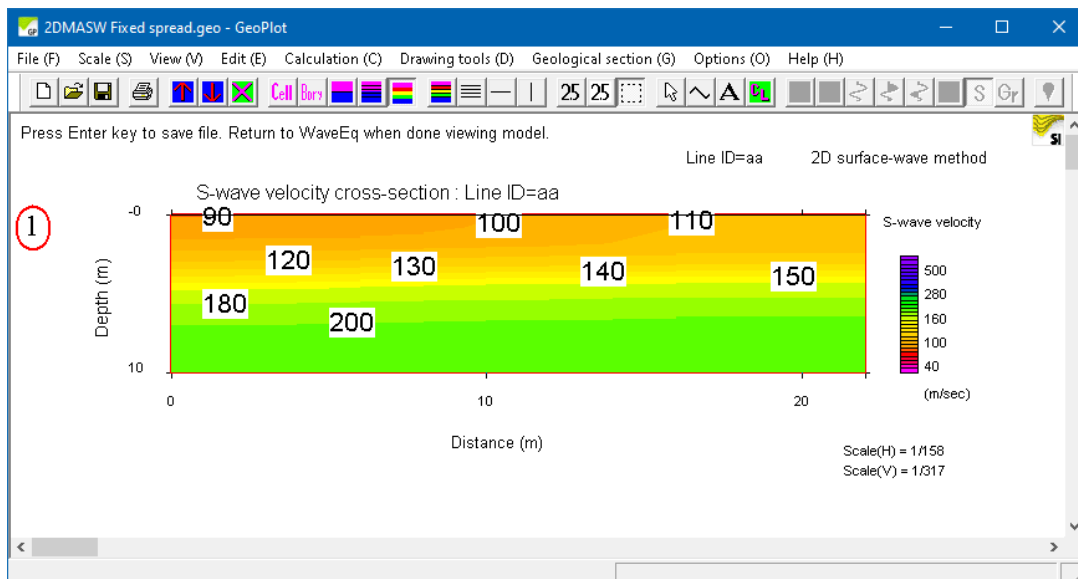 2DMASW Fixed spread.geo - GeoPlot
File (F) Scale (S) View (V) Edit (E) Calculation (C) Drawing tools (D) Geological section (G) Options (O) Help (H)
Cell Borg 25 25 A S Gr
Press Enter key to save file. Return to WaveEq when done viewing model.
SI
Line ID=aa 2D surface-wave method
S-wave velocity cross-section : Line ID=aa
1
-0
90 100 110
120 130 140 150
180
200
Depth (m)
10
0 10 20
Distance (m)
S-wave velocity
500
280
160
100
40
(m/sec)
Scale(H) = 1/158
Scale(V) = 1/317